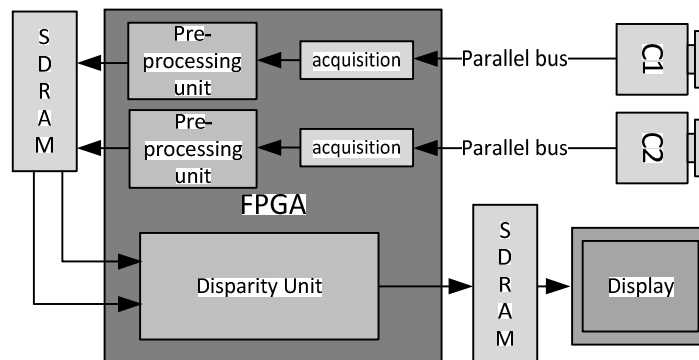 S
D
R
A
M
Pre-
processing
unit
acquisition
Parallel bus
C1
Pre-
processing
unit
acquisition
Parallel bus
C2
FPGA
Disparity Unit
S
D
R
A
M
Display